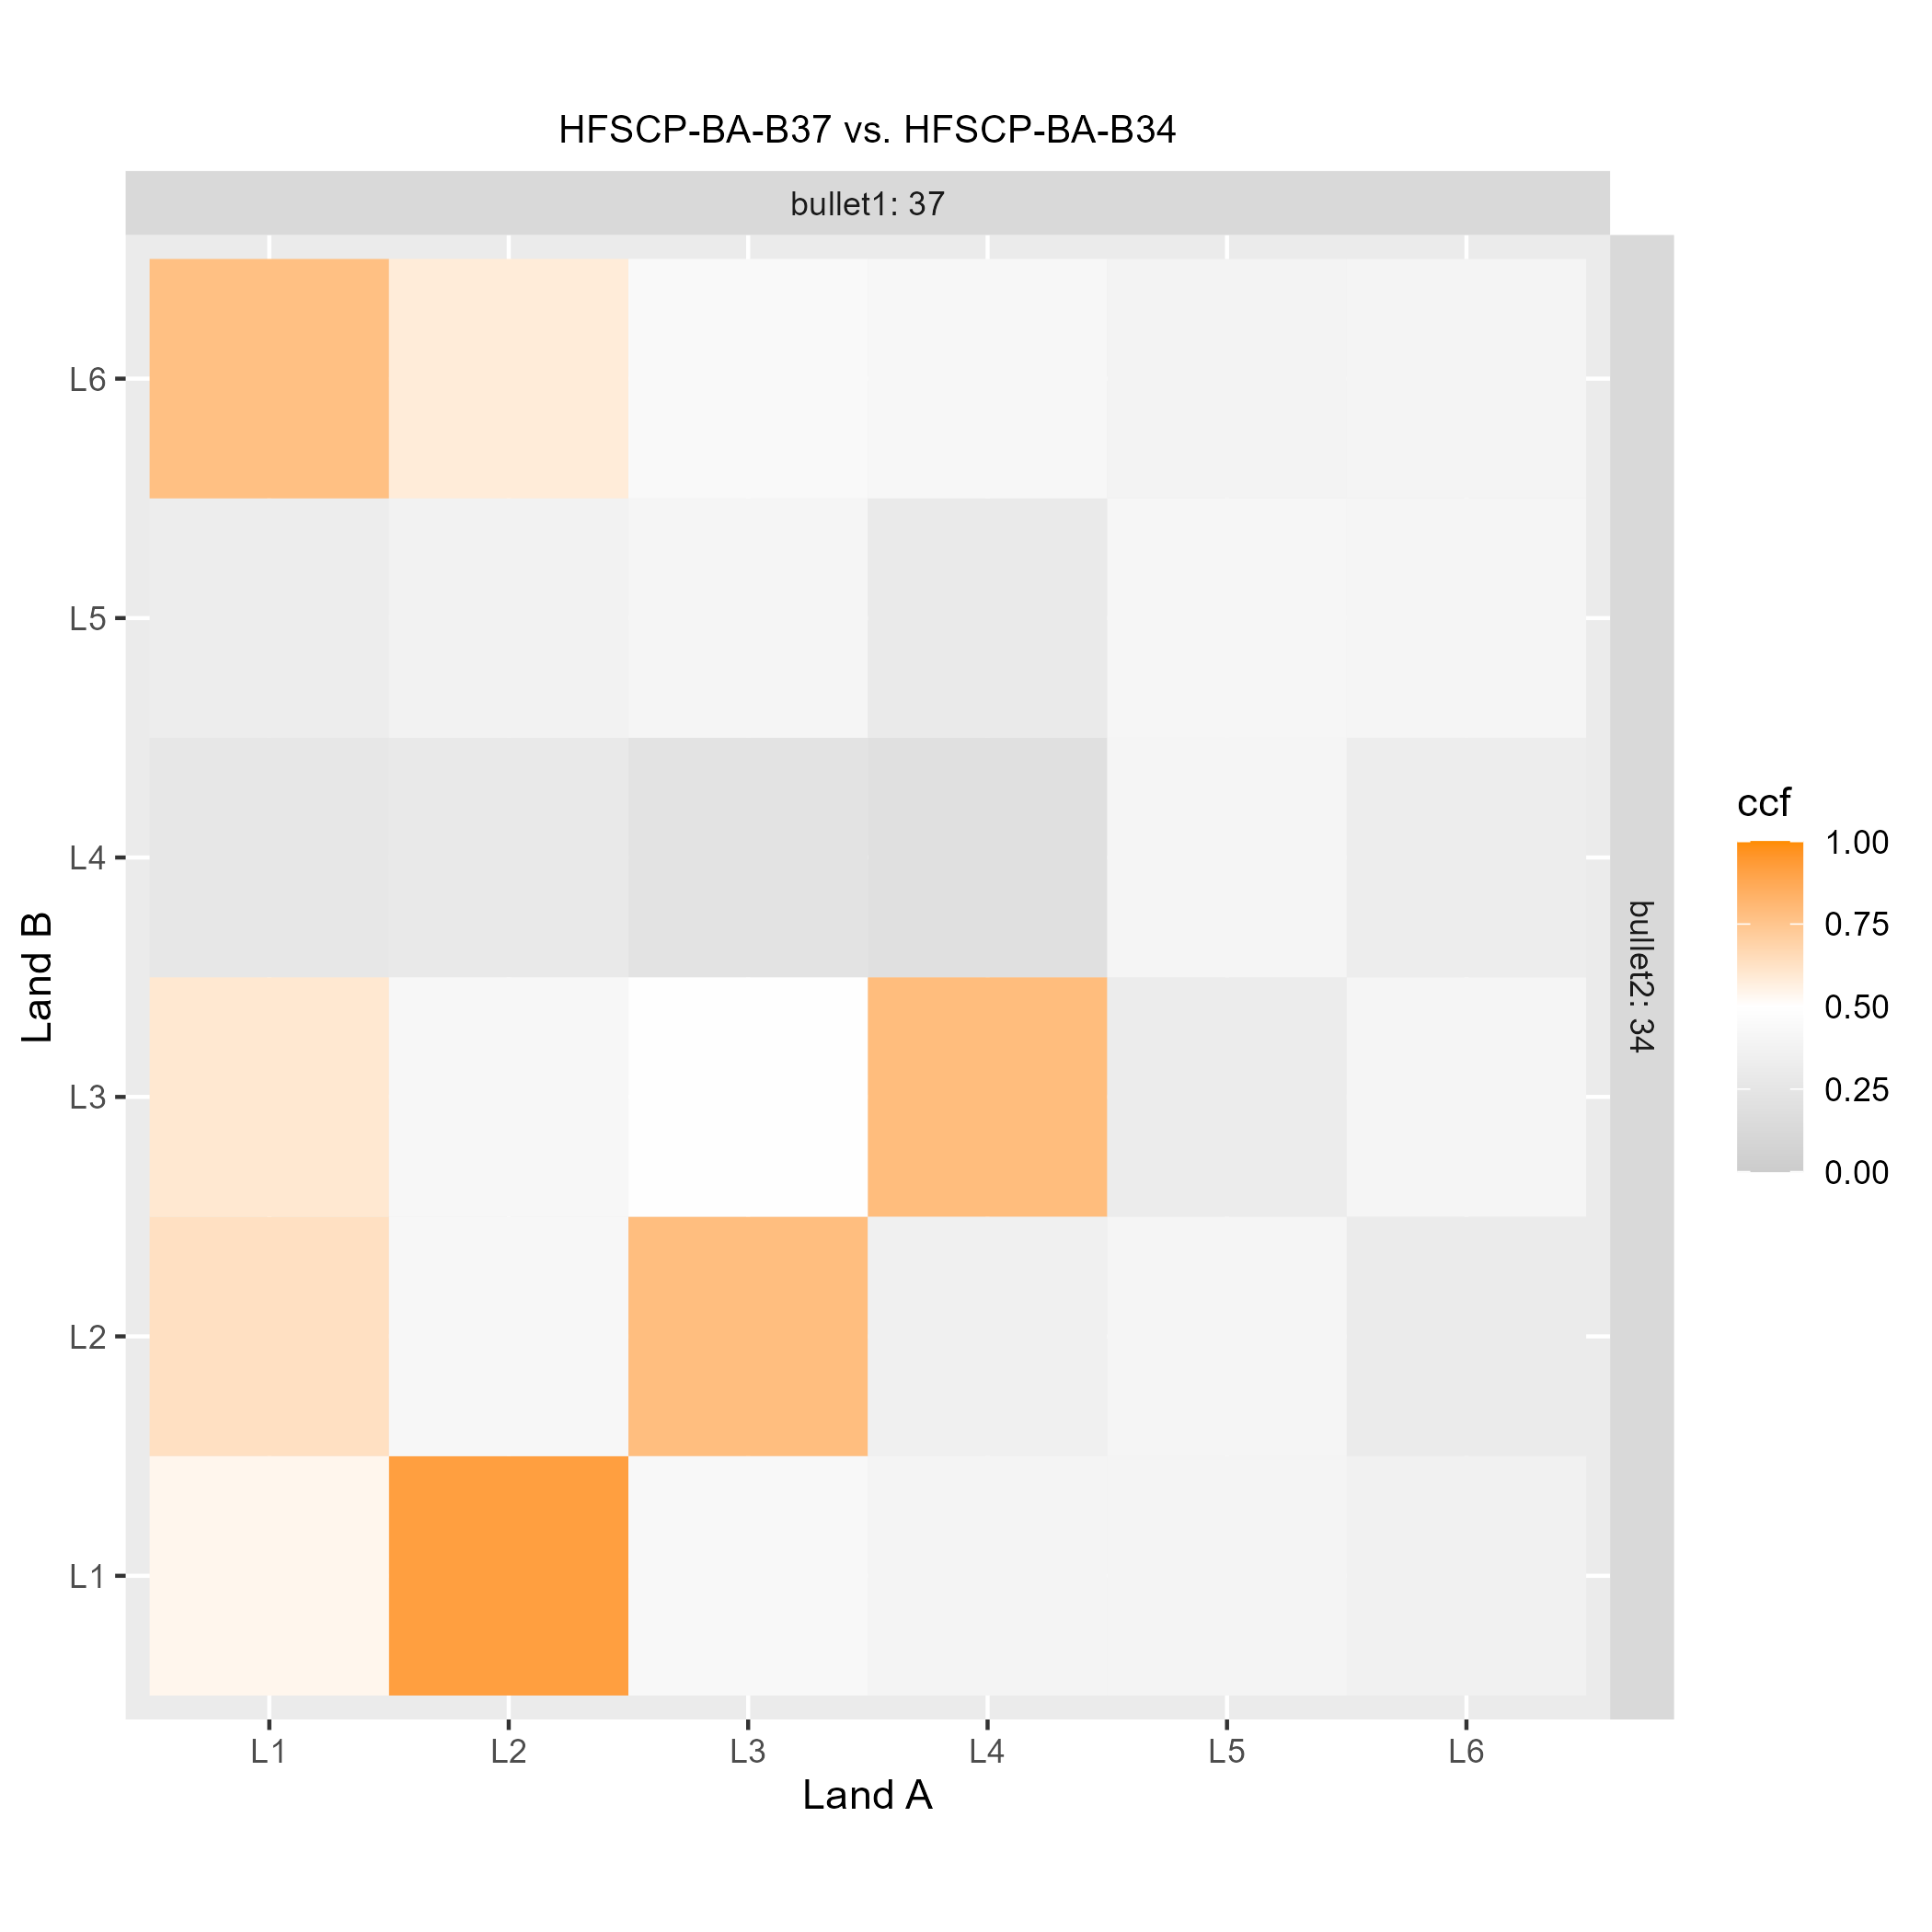 HFSCP-BA-B37 vs. HFSCP-BA-B34
bullet1: 37
L6
L5
L4
L3
L2
L1
Land B
bullet2: 34
L1
L2
L3
L4
L5
L6
Land A
ccf
1.00
0.75
0.50
0.25
0.00